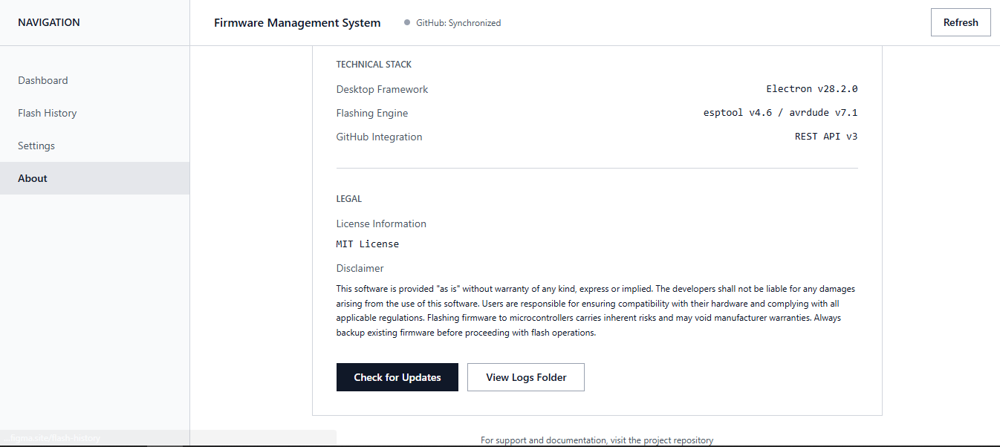 NAVIGATION
Firmware Management System
GitHub: Synchronized
Refresh
Dashboard
Flash History
Settings
About
TECHNICAL STACK
Desktop Framework
Electron v28.2.0
Flashing Engine
esptool v4.6 / avrdude v7.1
GitHub Integration
REST API v3
LEGAL
License Information
MIT License
Disclaimer
This software is provided "as is" without warranty of any kind, express or implied. The developers shall not be liable for any damages
arising from the use of this software. Users are responsible for ensuring compatibility with their hardware and complying with all
applicable regulations. Flashing firmware to microcontrollers carries inherent risks and may void manufacturer warranties. Always
backup existing firmware before proceeding with flash operations.
Check for Updates
View Logs Folder
figma.site/flash-history
For support and documentation, visit the project repository